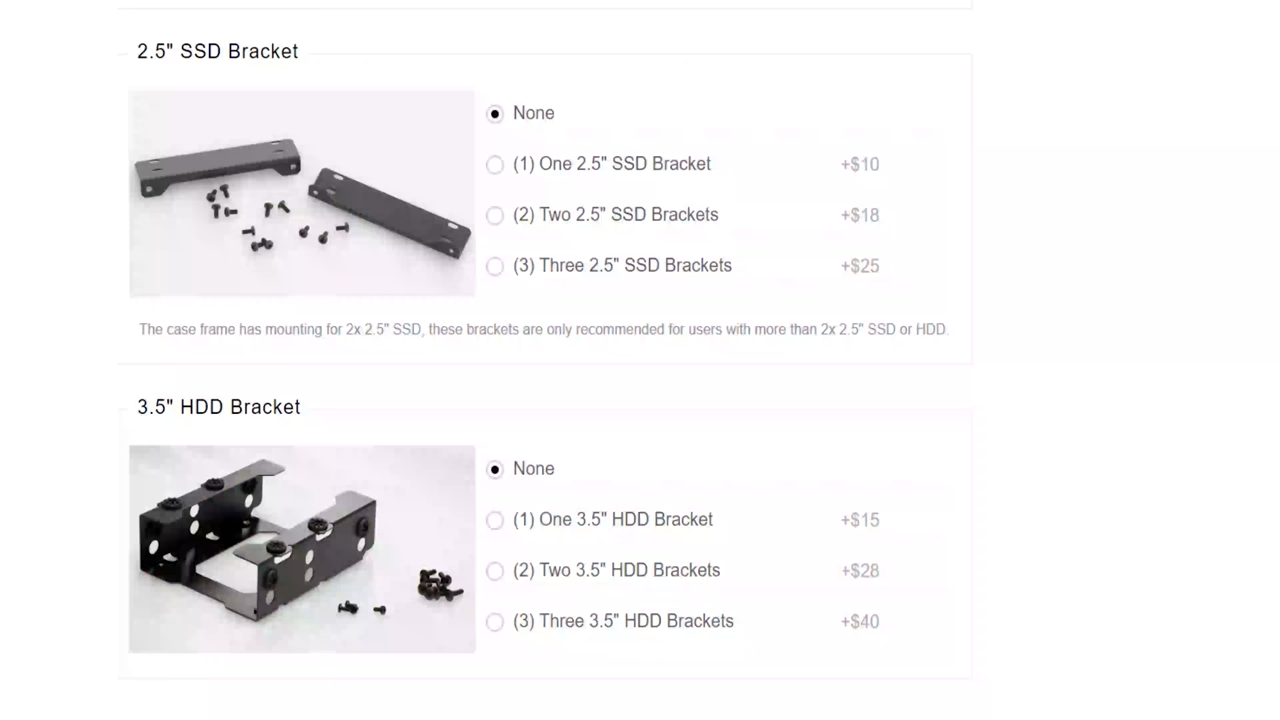 2.5" SSD Bracket
None
(1) One 2.5" SSD Bracket +$10
(2) Two 2.5" SSD Brackets +$18
(3) Three 2.5" SSD Brackets +$25
The case frame has mounting for 2x 2.5" SSD, these brackets are only recommended for users with more than 2x 2.5" SSD or HDD.
3.5" HDD Bracket
None
(1) One 3.5" HDD Bracket +$15
(2) Two 3.5" HDD Brackets +$28
(3) Three 3.5" HDD Brackets +$40